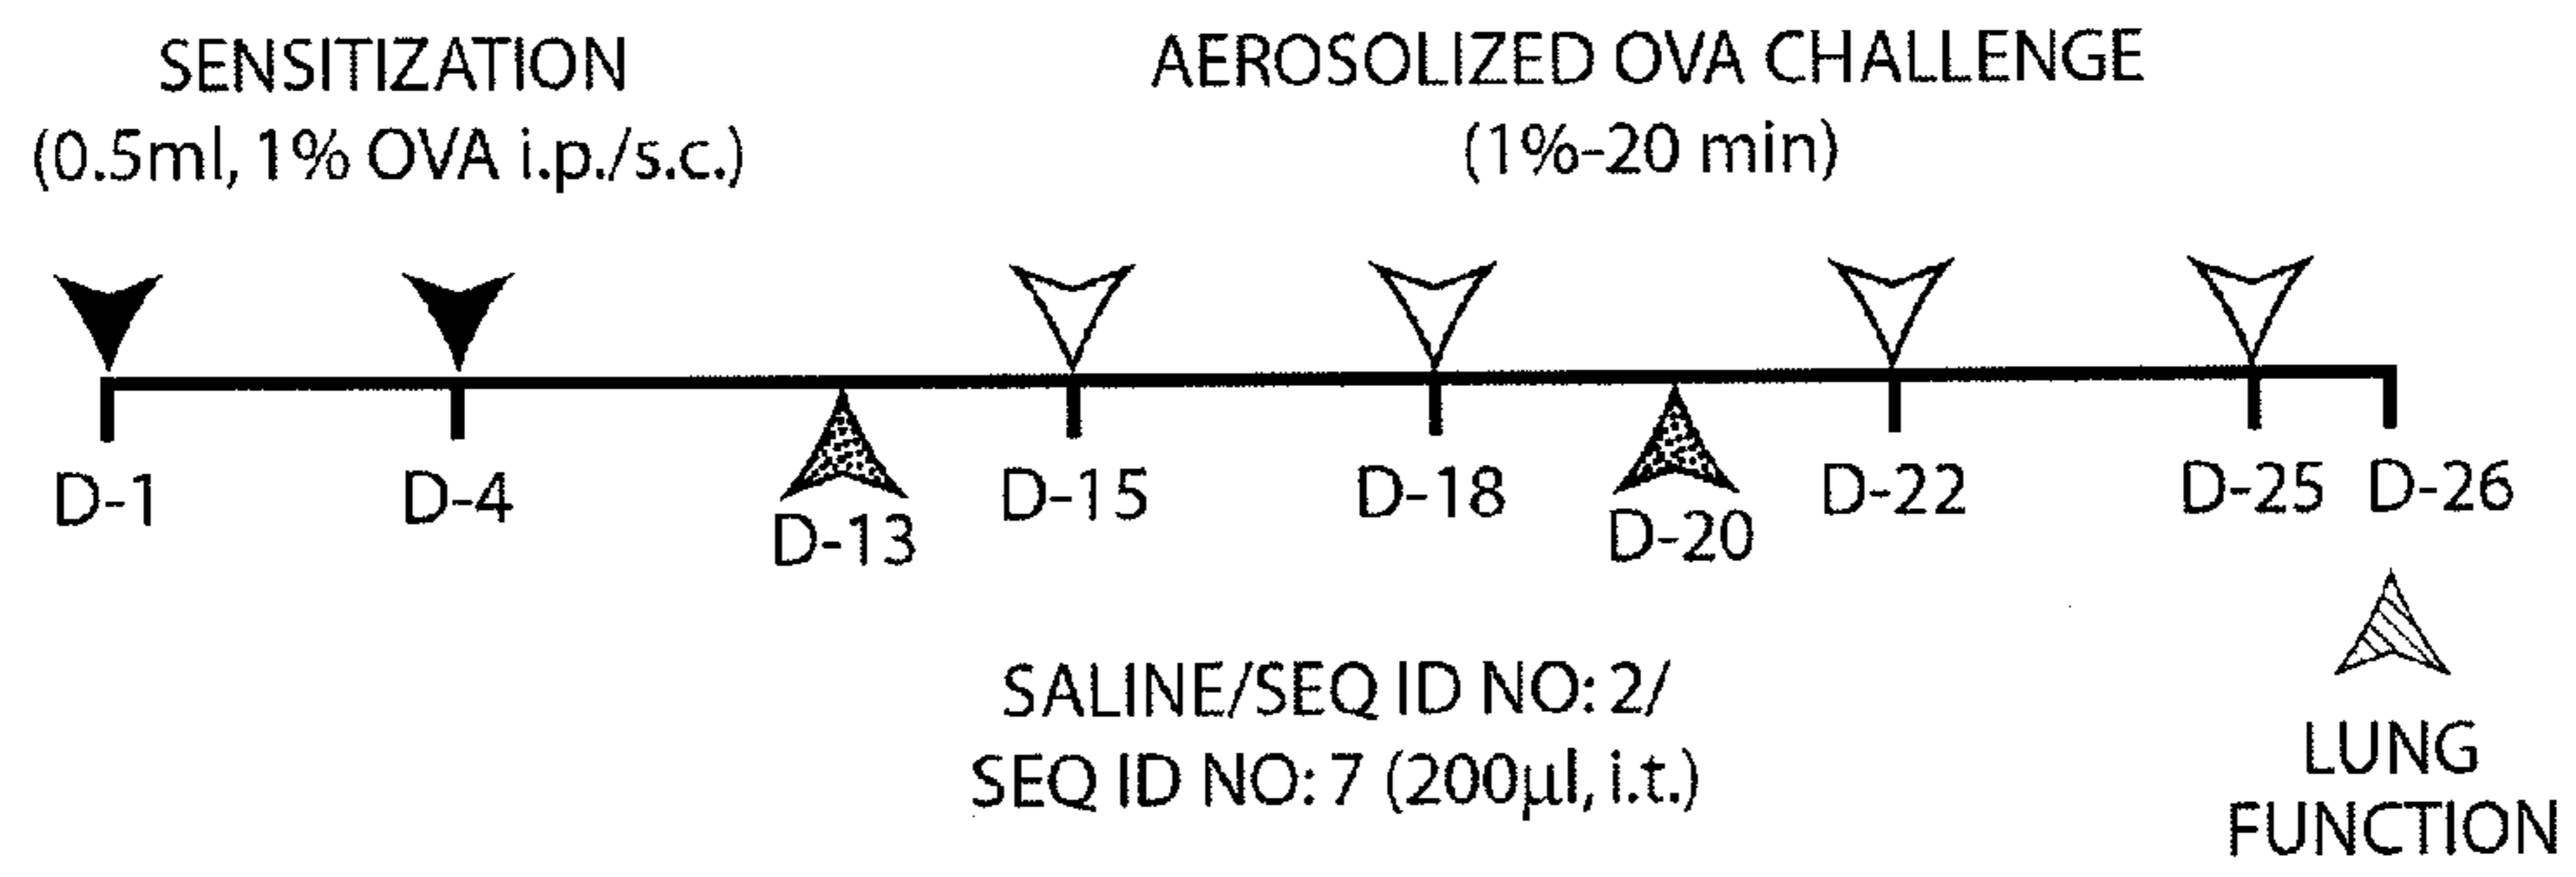 SENSITIZATION
(0.5ml, 1% OVA i.p./s.c.)
AEROSOLIZED OVA CHALLENGE
(1%-20 min)
D-1
D-4
D-13
D-15
D-18
D-20
D-22
D-25
D-26
SALINE/SEQ ID NO: 2/
SEQ ID NO: 7 (200µl, i.t.)
LUNG
FUNCTION